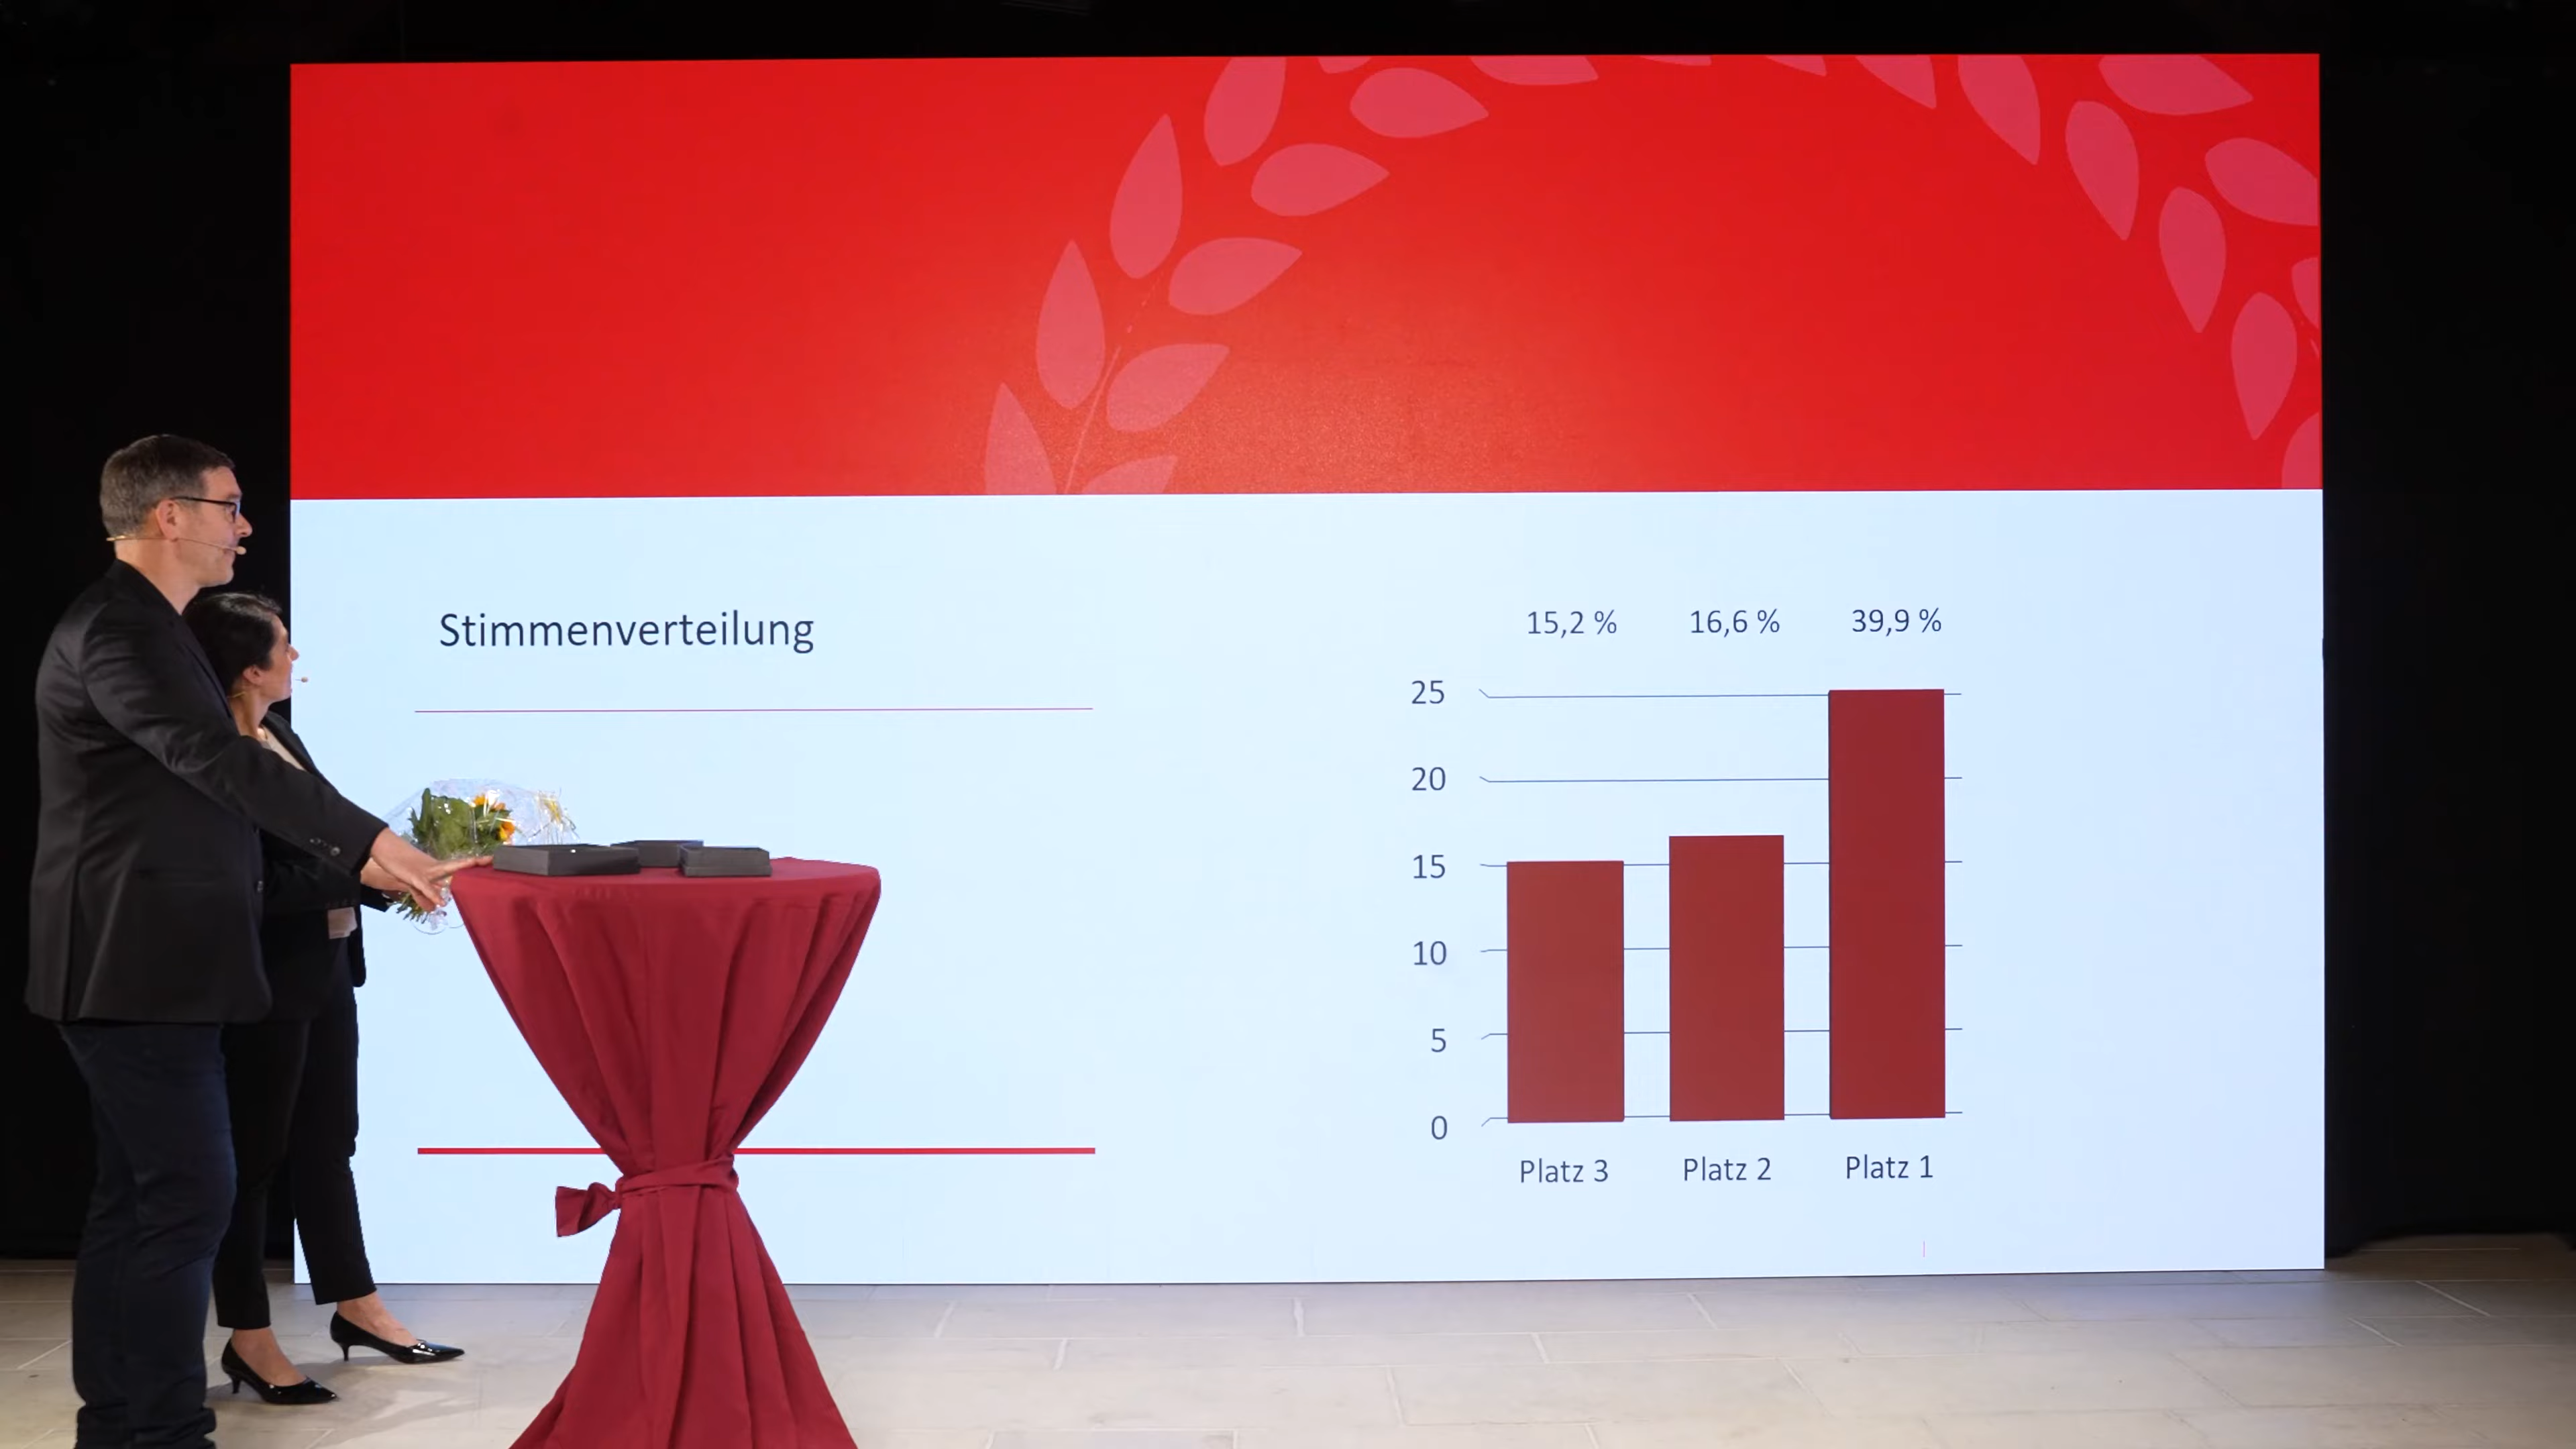 Stimmenverteilung
15,2 % 16,6 % 39,9 %
25
20
15
10
5
0
Platz 3 Platz 2 Platz 1